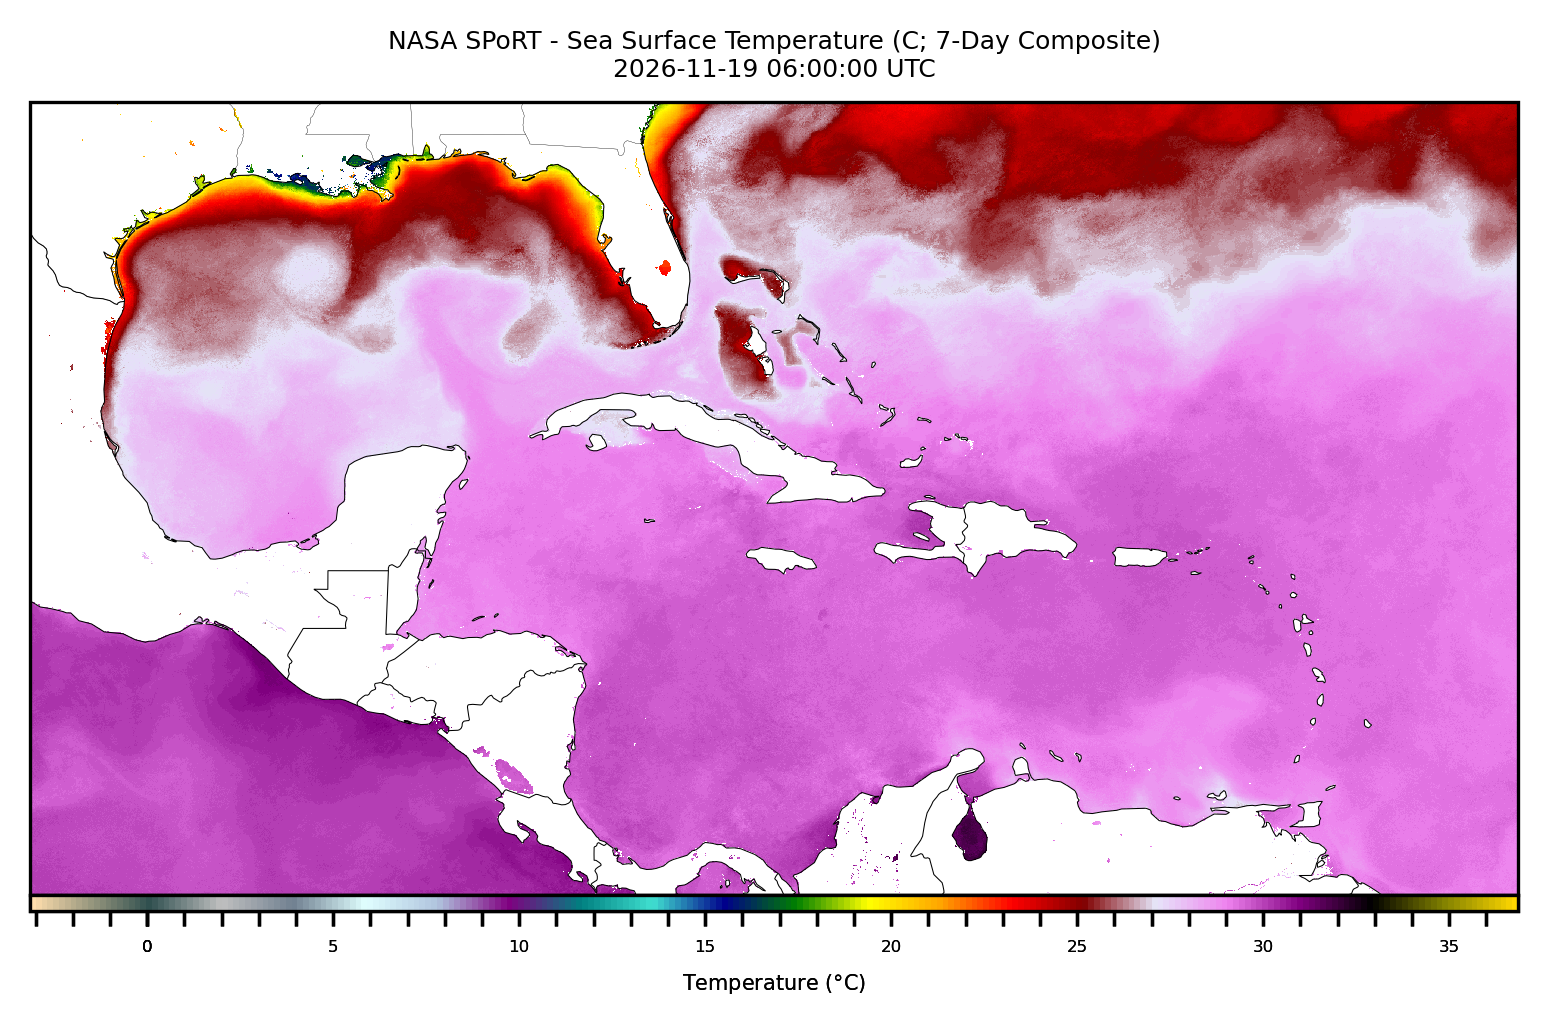 NASA SPoRT - Sea Surface Temperature (C; 7-Day Composite)
2026-11-19 06:00:00 UTC
0 5 10 15 20 25 30 35
Temperature (°C)